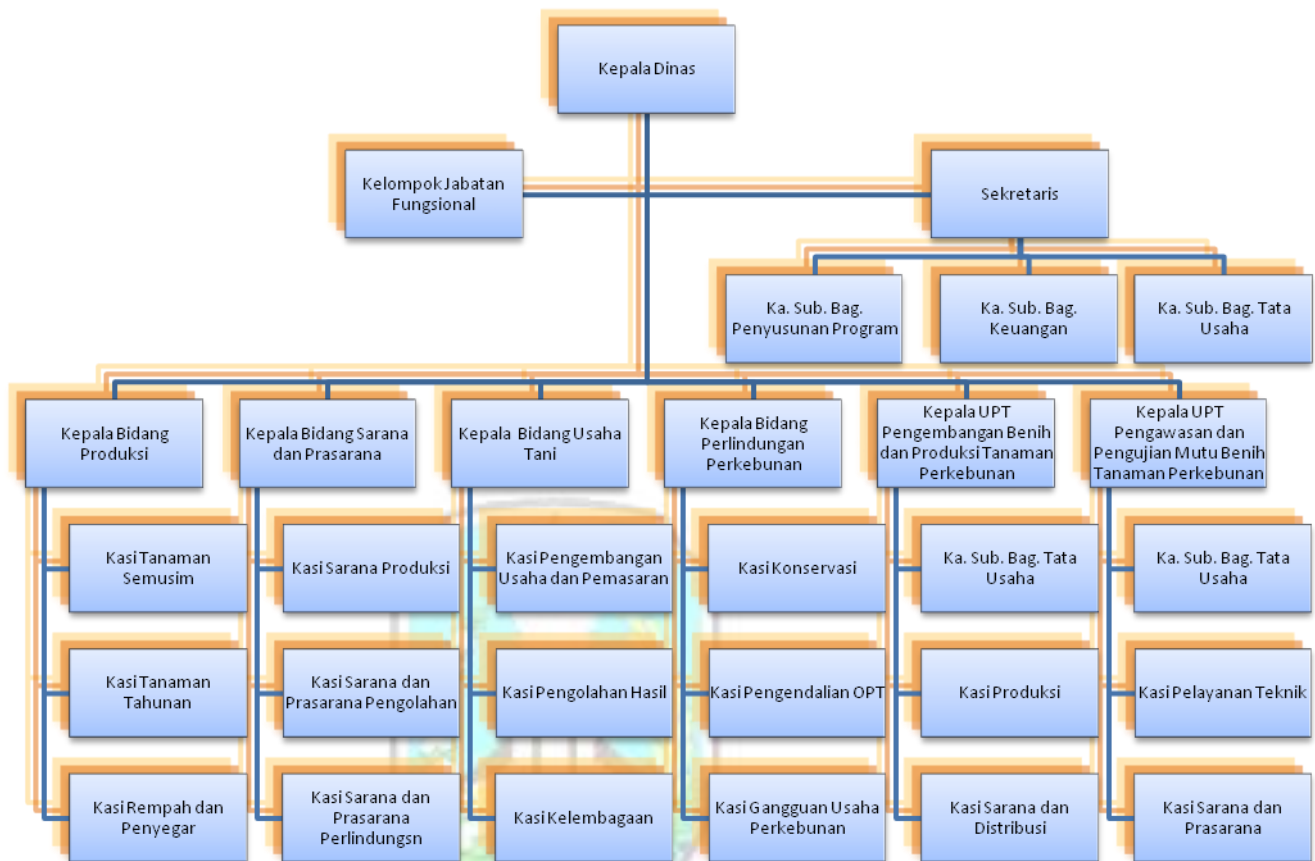 Kepala Dinas
Kelompok Jabatan
Fungsional
Sekretaris
Ka. Sub. Bag.
Penyusunan Program
Ka. Sub. Bag.
Keuangan
Ka. Sub. Bag. Tata
Usaha
Kepala Bidang
Produksi
Kepala Bidang Sarana
dan Prasarana
Kepala Bidang Usaha
Tani
Kepala Bidang
Perlindungan
Perkebunan
Kepala UPT
Pengembangan Benih
dan Produksi Tanaman
Perkebunan
Kepala UPT
Pengawasan dan
Pengujian Mutu Benih
Tanaman Perkebunan
Kasi Tanaman
Semusim
Kasi Sarana Produksi
Kasi Pengembangan
Usaha dan Pemasaran
Kasi Konservasi
Ka. Sub. Bag. Tata
Usaha
Ka. Sub. Bag. Tata
Usaha
Kasi Tanaman
Tahunan
Kasi Sarana dan
Prasarana Pengolahan
Kasi Pengolahan Hasil
Kasi Pengendalian OPT
Kasi Produksi
Kasi Pelayanan Teknik
Kasi Rempah dan
Penyegar
Kasi Sarana dan
Prasarana
Perlindungsn
Kasi Kelembagaan
Kasi Gangguan Usaha
Perkebunan
Kasi Sarana dan
Distribusi
Kasi Sarana dan
Prasarana